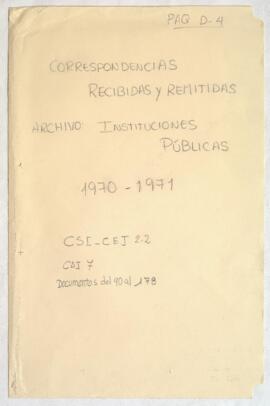 PAQ D-4
CORRESPONDENCIAS
RECIBIDAS y REMITIDAS
ARCHIVO INSTITUCIONES
PÚBLICAS
1970-1971
CSI-CEJ 2.2
CDI 7
Documentos del 90 al 178